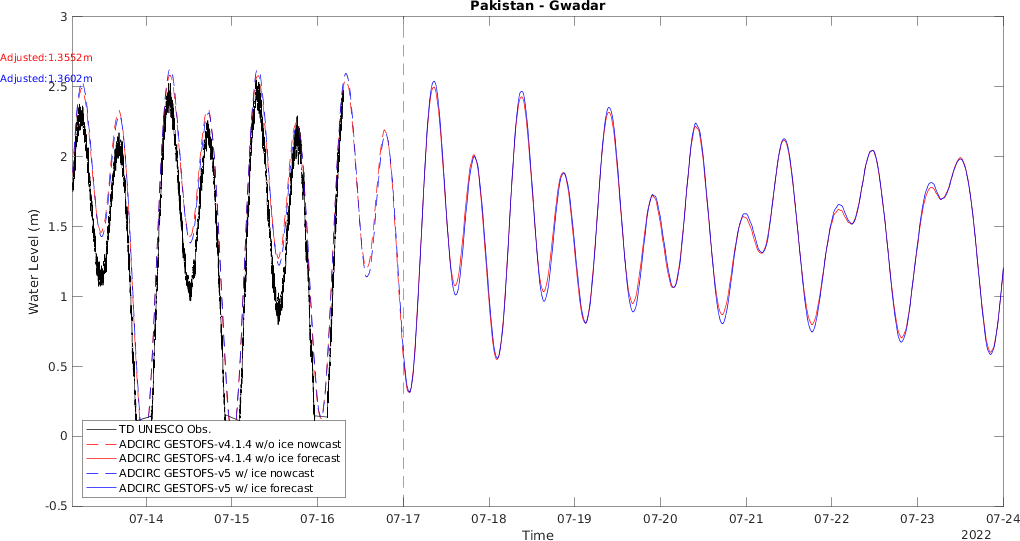 Pakistan - Gwadar
3
Adjusted:1.3552m
Adjusted:1.3602m
2.5
2
1.5
1
0.5
0
-0.5
Water Level (m)
TD UNESCO Obs.
ADCIRC GESTOFS-v4.1.4 w/o ice nowcast
ADCIRC GESTOFS-v4.1.4 w/o ice forecast
ADCIRC GESTOFS-v5 w/ ice nowcast
ADCIRC GESTOFS-v5 w/ ice forecast
07-14 07-15 07-16 07-17 07-18 07-19 07-20 07-21 07-22 07-23 07-24
Time
2022